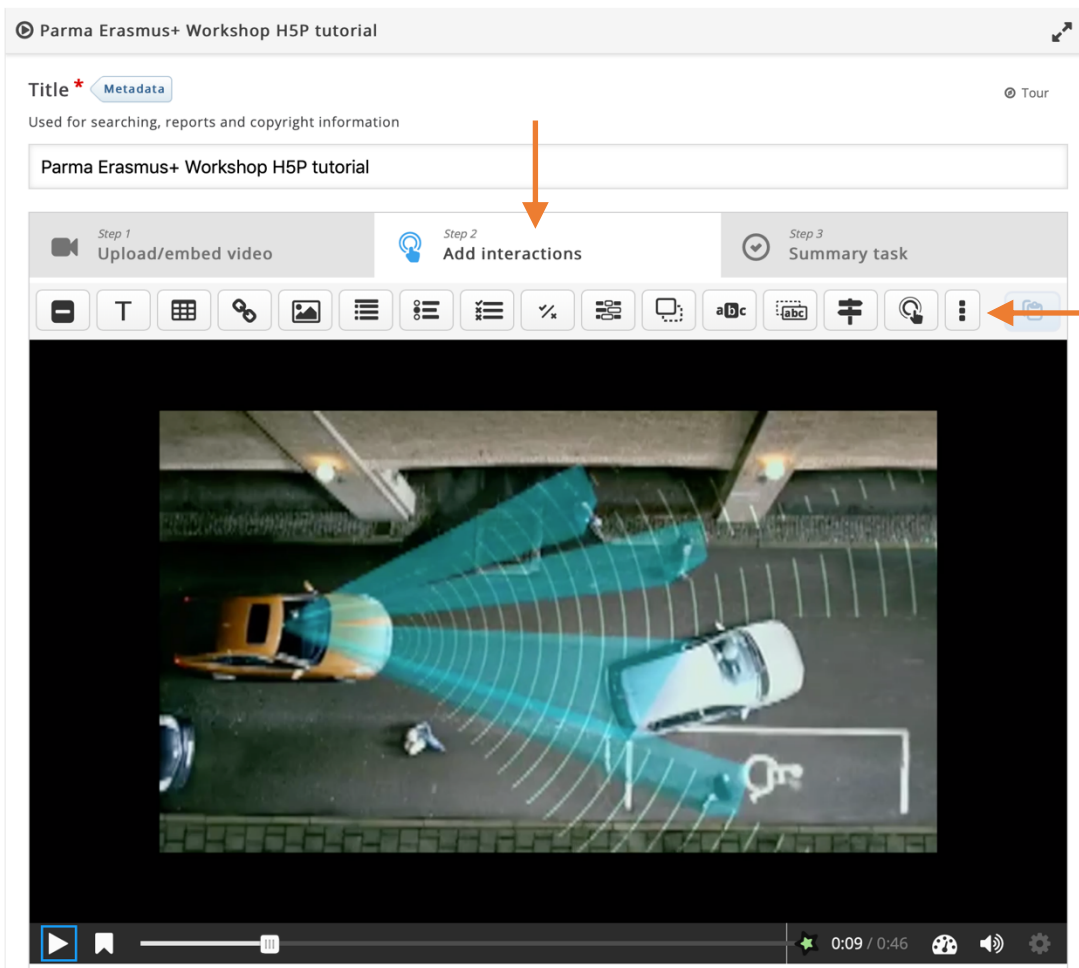 Parma Erasmus+ Workshop H5P tutorial
Title * Metadata
Tour
Used for searching, reports and copyright information
Parma Erasmus+ Workshop H5P tutorial
Step 1
Upload/embed video
Step 2
Add interactions
Step 3
Summary task
T
abc
abc
0:09 / 0:46